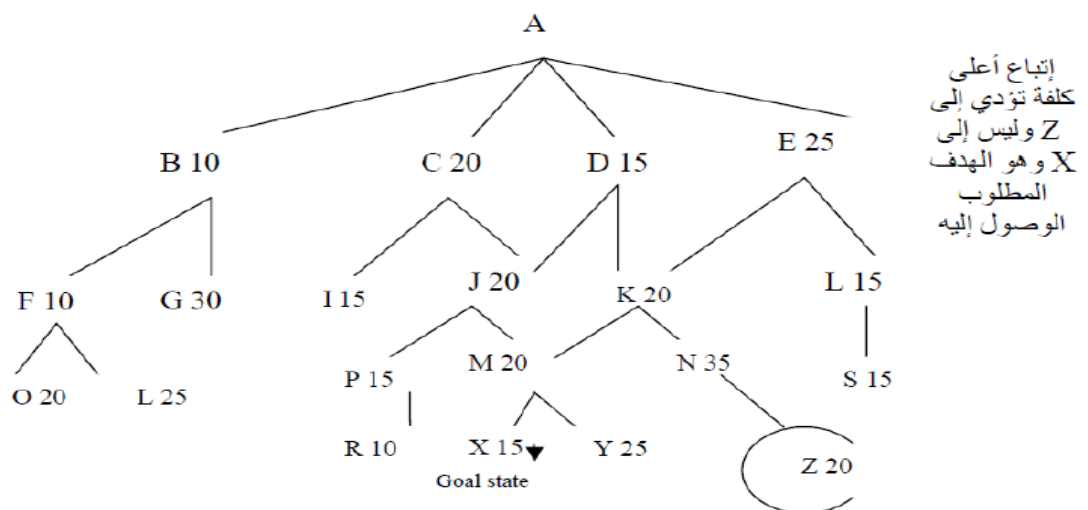 A
إتباع أعلى
كلفة تؤدي إلى
Z وليس إلى
X وهو الهدف
المطلوب
الوصول إليه
B 10 C 20 D 15 E 25
F 10 G 30 I 15 J 20 K 20 L 15
O 20 L 25 P 15 M 20 N 35 S 15
R 10 X 15 Y 25 Z 20
Goal state